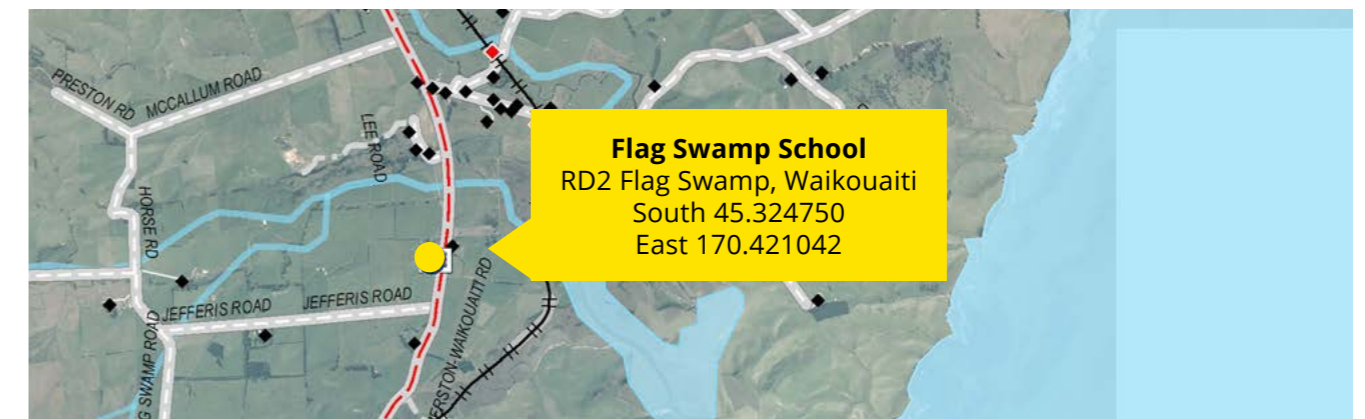 PRESTON RD
MCCALLUM ROAD
LEE ROAD
Flag Swamp School
RD2 Flag Swamp, Waikouaiti
South 45.324750
East 170.421042
HORSE RD
JEFFERIS ROAD
JEFFERIS ROAD
SWAMP ROAD
WAIKOUAITI RD